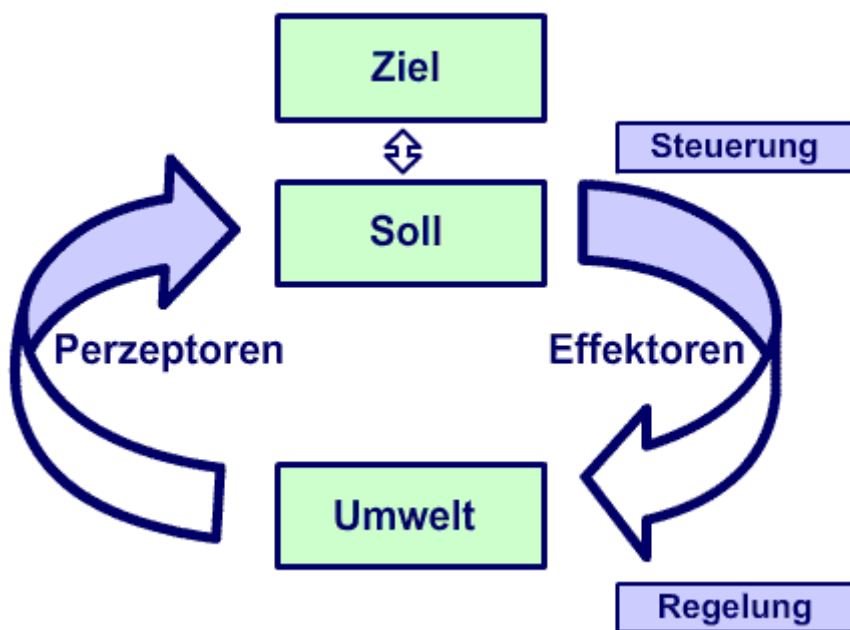 Ziel
Steuerung
Soll
Perzeptoren
Effektoren
Umwelt
Regelung